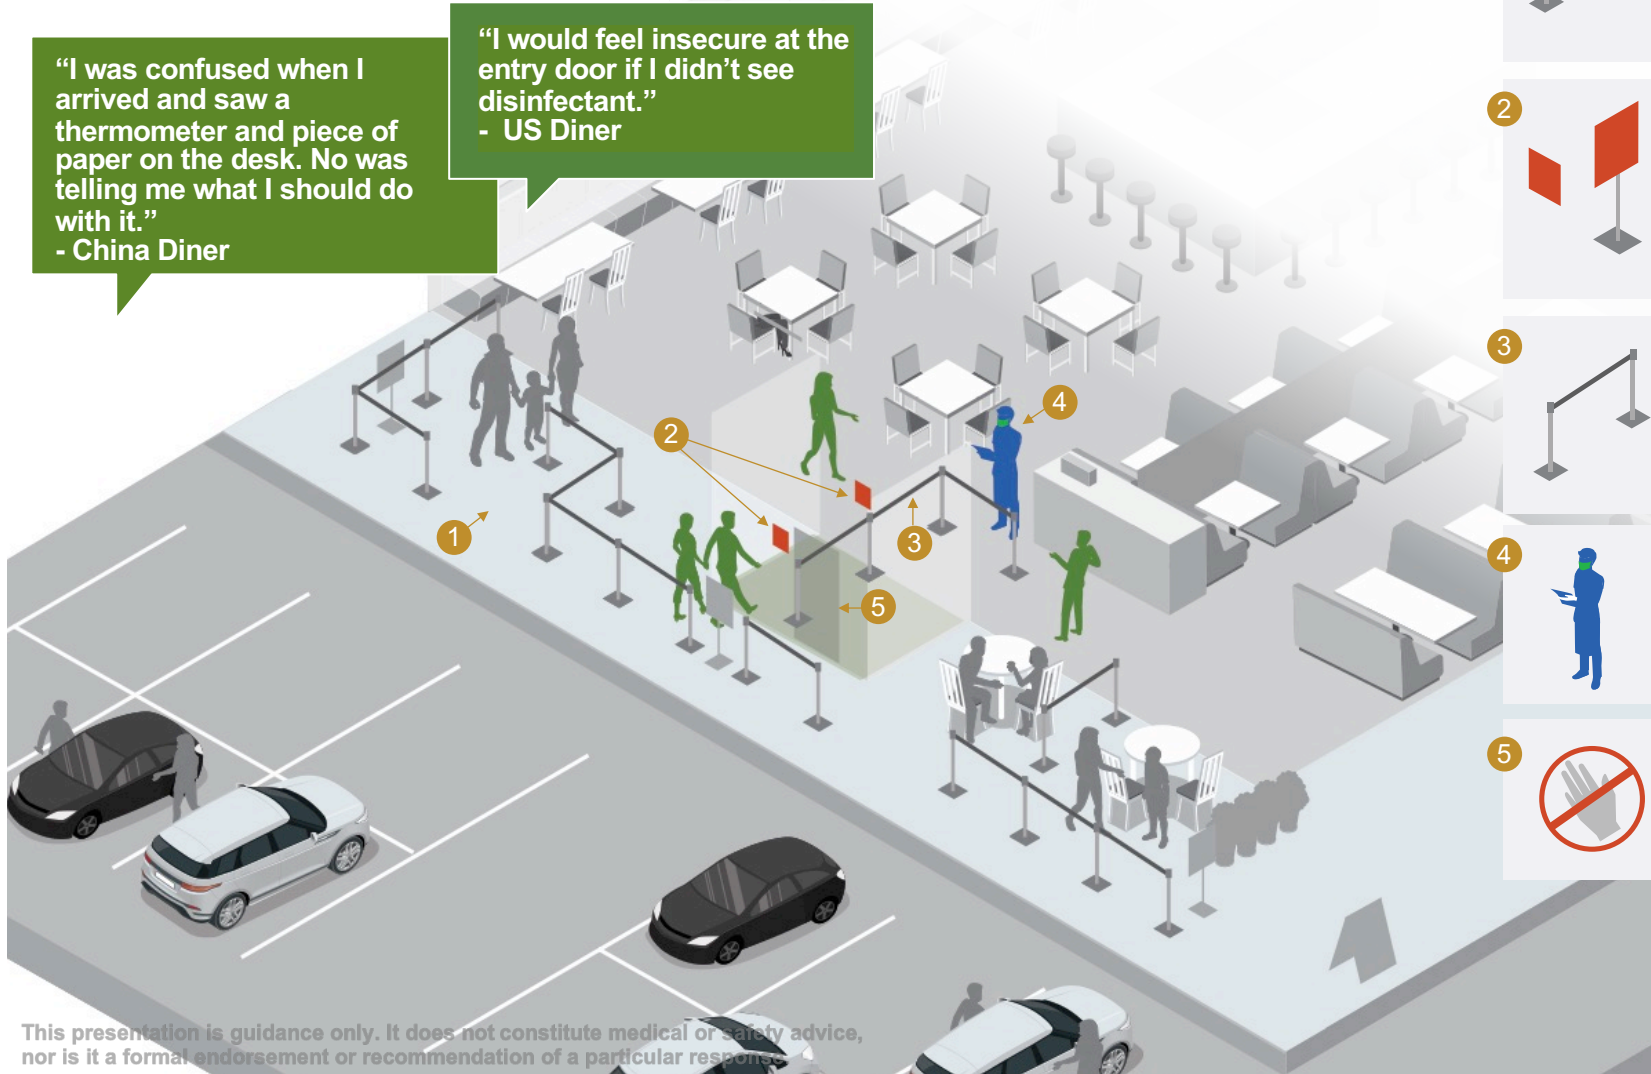 “I was confused when I
arrived and saw a
thermometer and piece of
paper on the desk. No was
telling me what I should do
with it.”
- China Diner
“I would feel insecure at the
entry door if I didn’t see
disinfectant.”
- US Diner
2
3
4
5
4
2
1
3
5
This presentation is guidance only. It does not constitute medical or safety advice,
nor is it a formal endorsement or recommendation of a particular response.